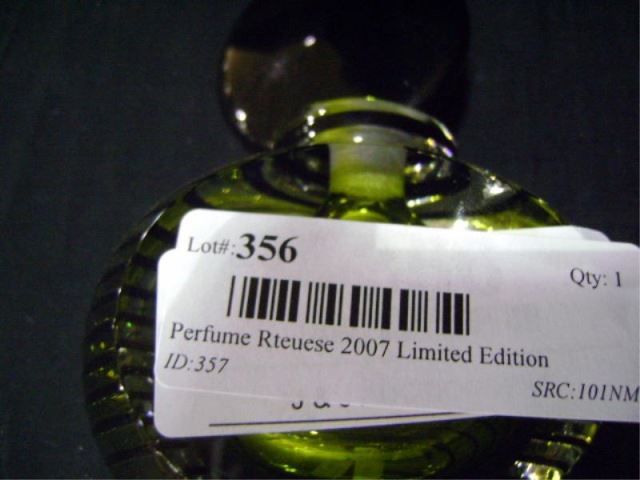 Lot#:356
Qty: 1
Perfume Rteuese 2007 Limited Edition
ID:357
SRC:101NM